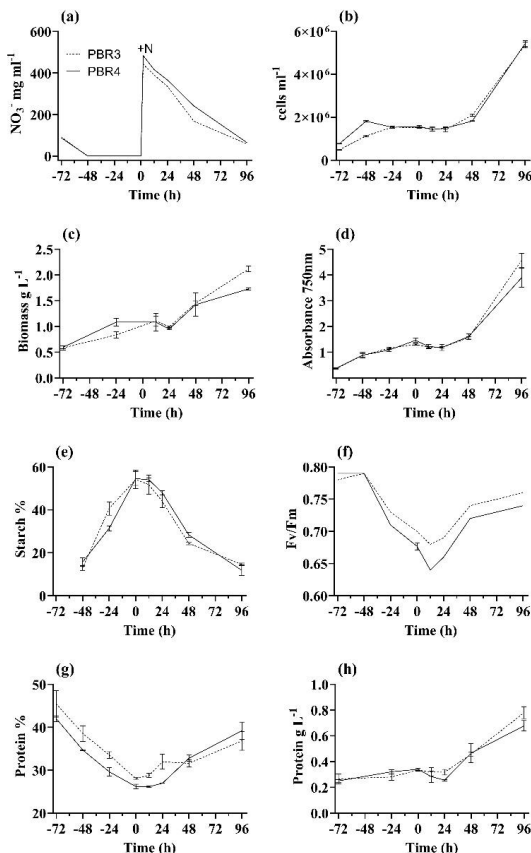 (a)
+N
PBR3
PBR4
NO₃⁻ mg ml⁻¹
600
400
200
0
-72 -48 -24 0 24 48 72 96
Time (h)
(b)
cells ml⁻¹
6×10⁶
4×10⁶
2×10⁶
0
-72 -48 -24 0 24 48 72 96
Time (h)
(c)
Biomass g L⁻¹
2.5
2.0
1.5
1.0
0.5
0.0
-72 -48 -24 0 24 48 72 96
Time (h)
(d)
Absorbance 750nm
5
4
3
2
1
-72 -48 -24 0 24 48 72 96
Time (h)
(e)
Starch %
60
40
20
0
-72 -48 -24 0 24 48 72 96
Time (h)
(f)
Fv/Fm
0.80
0.75
0.70
0.65
0.60
-72 -48 -24 0 24 48 72 96
Time (h)
(g)
Protein %
50
40
30
20
-72 -48 -24 0 24 48 72 96
Time (h)
(h)
Protein g L⁻¹
1.0
0.8
0.6
0.4
0.2
0.0
-72 -48 -24 0 24 48 72 96
Time (h)